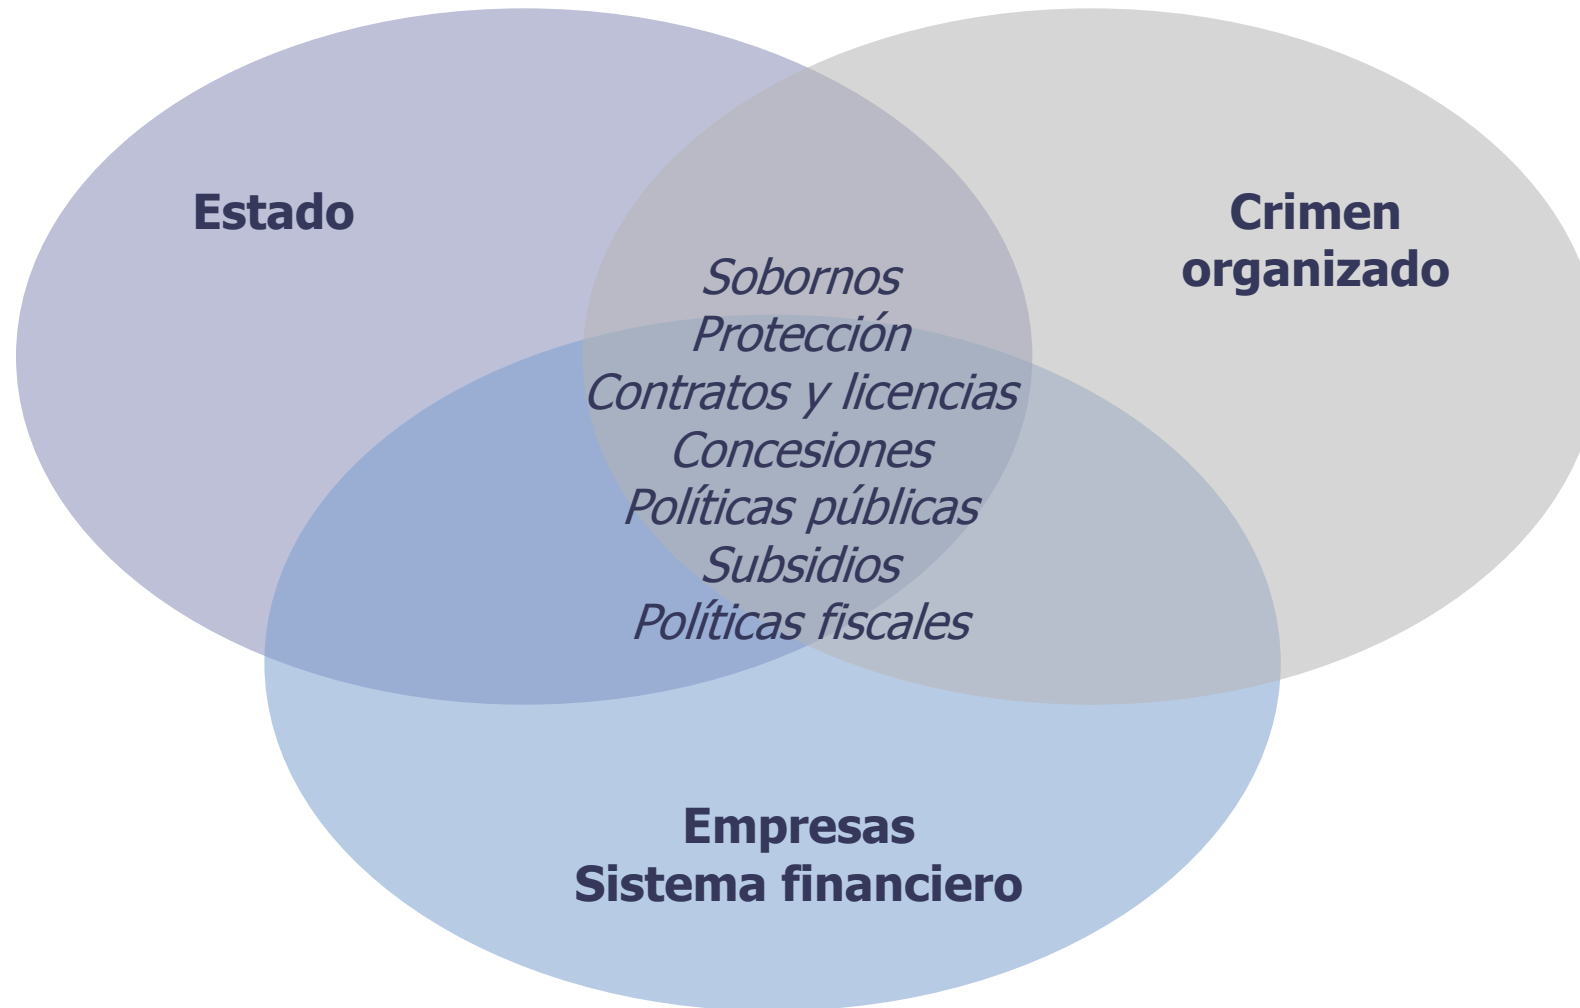 Estado
Crimen
organizado
Sobornos
Protección
Contratos y licencias
Concesiones
Políticas públicas
Subsidios
Políticas fiscales
Empresas
Sistema financiero